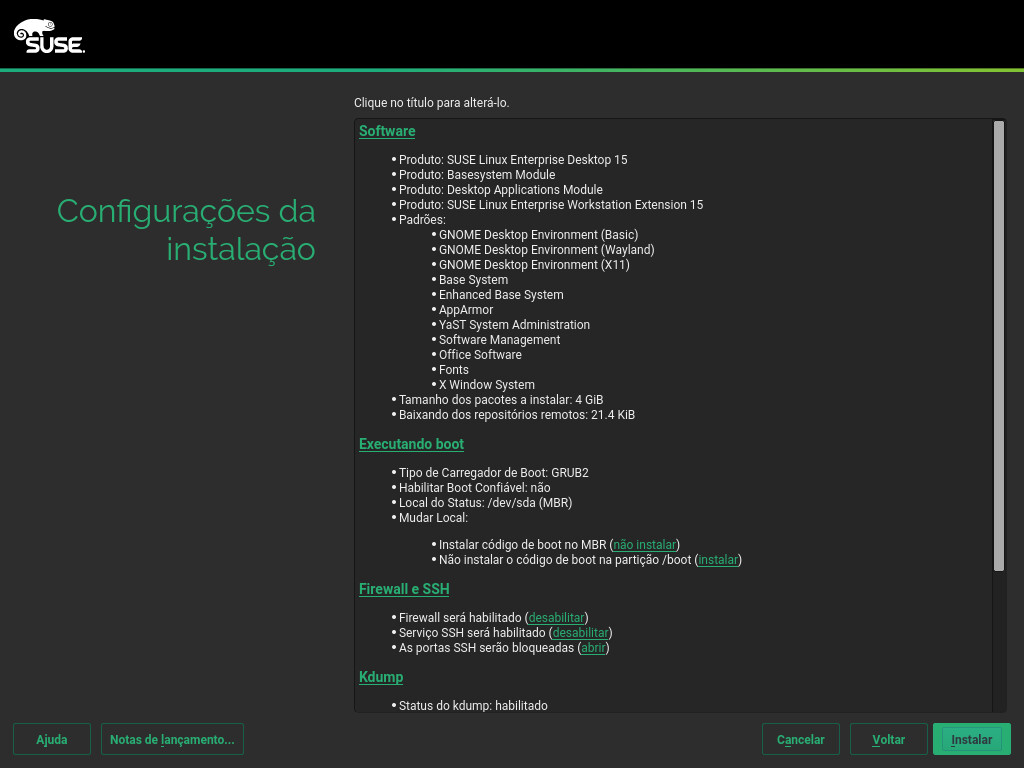 SUSE
Clique no título para alterá-lo.
Configurações da
instalação
Software
• Produto: SUSE Linux Enterprise Desktop 15
• Produto: Basesystem Module
• Produto: Desktop Applications Module
• Produto: SUSE Linux Enterprise Workstation Extension 15
• Padrões:
• GNOME Desktop Environment (Basic)
• GNOME Desktop Environment (Wayland)
• GNOME Desktop Environment (X11)
• Base System
• Enhanced Base System
• AppArmor
• YaST System Administration
• Software Management
• Office Software
• Fonts
• X Window System
• Tamanho dos pacotes a instalar: 4 GiB
• Baixando dos repositórios remotos: 21.4 KiB
Executando boot
• Tipo de Carregador de Boot: GRUB2
• Habilitar Boot Confiável: não
• Local do Status: /dev/sda (MBR)
• Mudar Local:
• Instalar código de boot no MBR (não instalar)
• Não instalar o código de boot na partição /boot (instalar)
Firewall e SSH
• Firewall será habilitado (desabilitar)
• Serviço SSH será habilitado (desabilitar)
• As portas SSH serão bloqueadas (abrir)
Kdump
• Status do kdump: habilitado
Ajuda Notas de lançamento... Cancelar Voltar Instalar